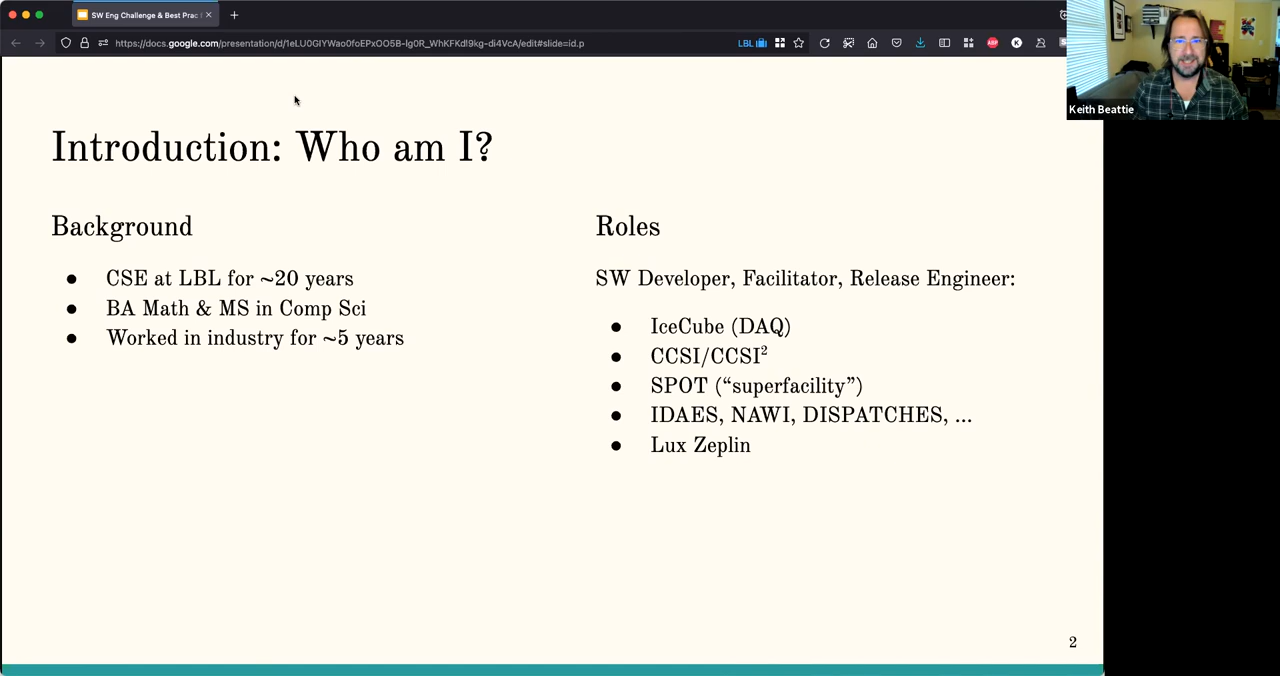 SW Eng Challenge & Best Prac
https://docs.google.com/presentation/d/1eLU0GIYWao0foEPxOO5B-Ig0R_WhKFKdI9kg-di4VcA/edit#slide=id.p
LBL
ABP
K
Keith Beattie
Introduction: Who am I?
Background
● CSE at LBL for ~20 years
● BA Math & MS in Comp Sci
● Worked in industry for ~5 years
Roles
SW Developer, Facilitator, Release Engineer:
● IceCube (DAQ)
● CCSI/CCSI²
● SPOT (“superfacility”)
● IDAES, NAWI, DISPATCHES, ...
● Lux Zeplin
2